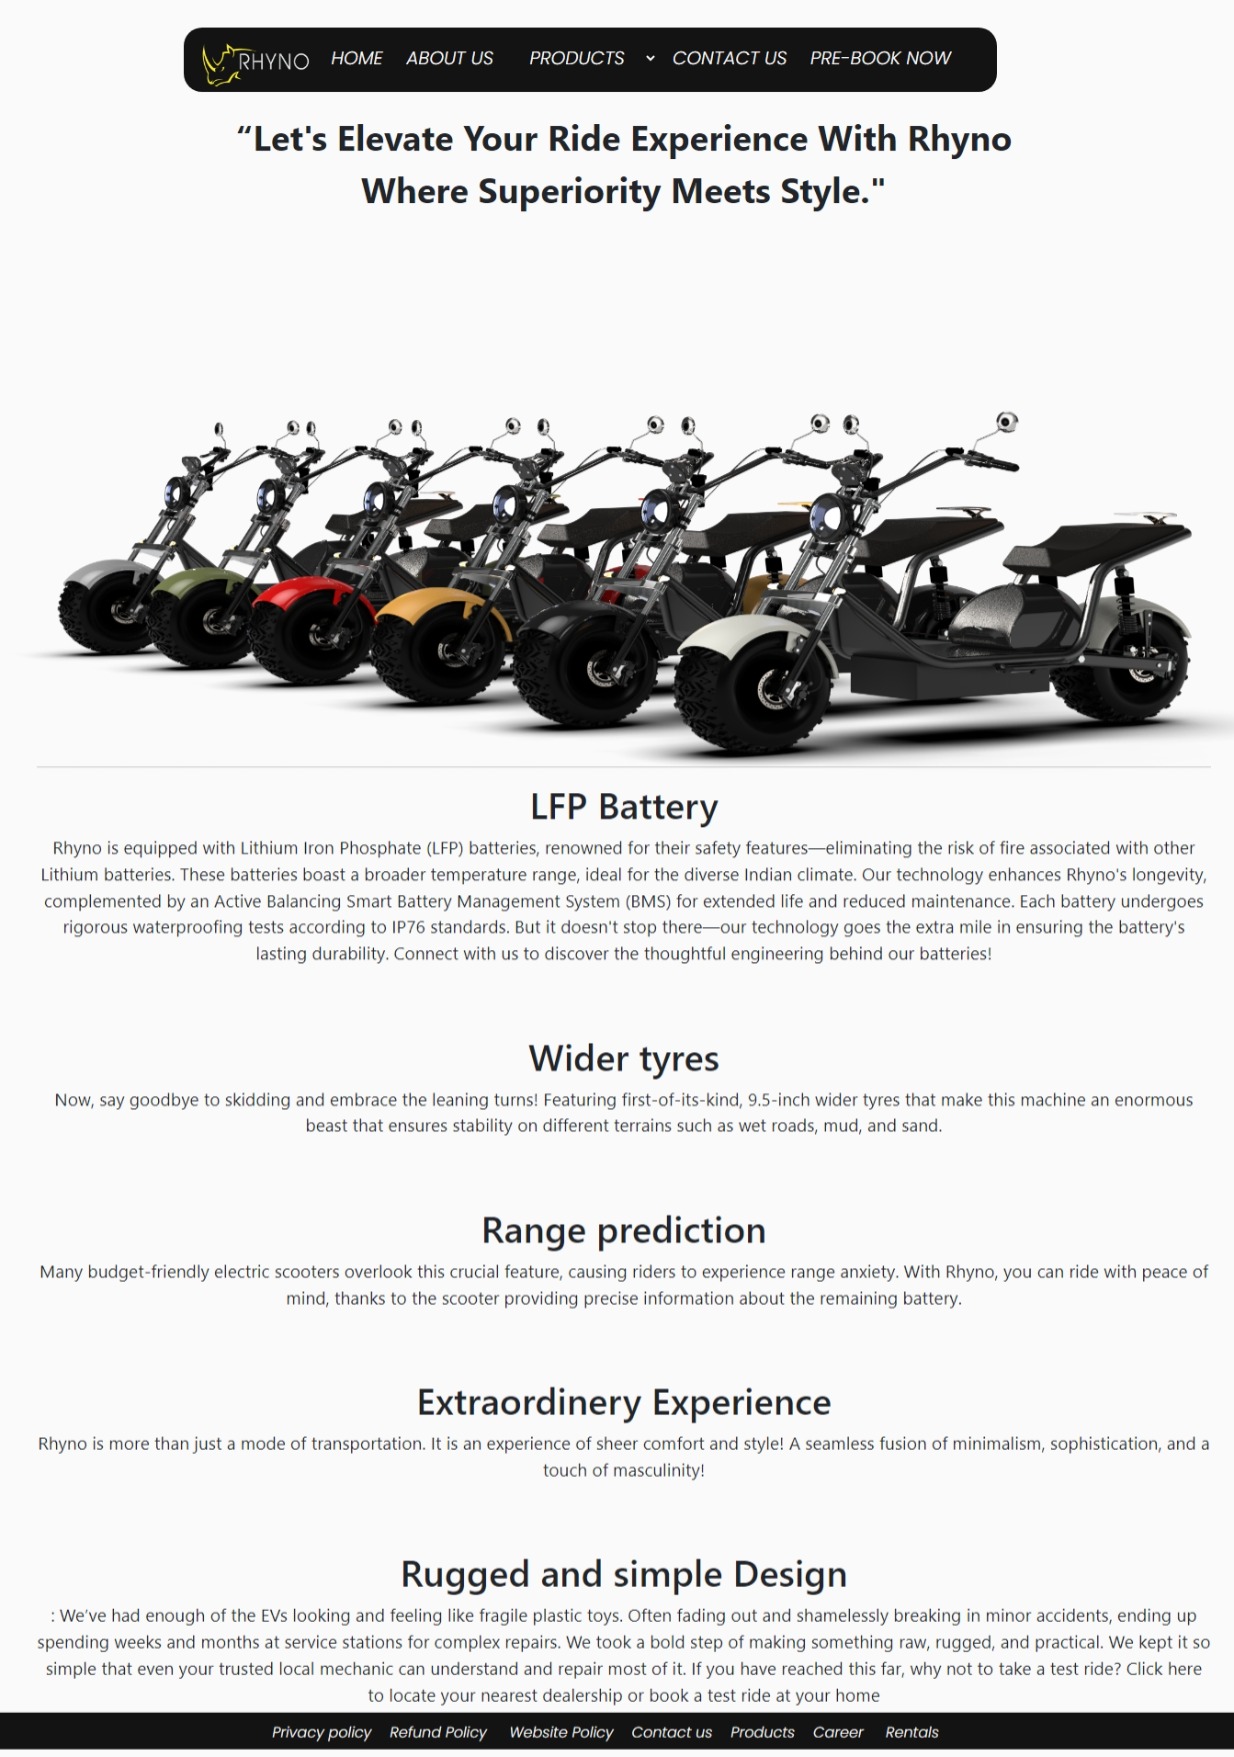 RHYNO HOME ABOUT US PRODUCTS CONTACT US PRE-BOOK NOW
“Let's Elevate Your Ride Experience With Rhyno
Where Superiority Meets Style."
LFP Battery
Rhyno is equipped with Lithium Iron Phosphate (LFP) batteries, renowned for their safety features—eliminating the risk of fire associated with other
Lithium batteries. These batteries boast a broader temperature range, ideal for the diverse Indian climate. Our technology enhances Rhyno's longevity,
complemented by an Active Balancing Smart Battery Management System (BMS) for extended life and reduced maintenance. Each battery undergoes
rigorous waterproofing tests according to IP76 standards. But it doesn't stop there—our technology goes the extra mile in ensuring the battery's
lasting durability. Connect with us to discover the thoughtful engineering behind our batteries!
Wider tyres
Now, say goodbye to skidding and embrace the leaning turns! Featuring first-of-its-kind, 9.5-inch wider tyres that make this machine an enormous
beast that ensures stability on different terrains such as wet roads, mud, and sand.
Range prediction
Many budget-friendly electric scooters overlook this crucial feature, causing riders to experience range anxiety. With Rhyno, you can ride with peace of
mind, thanks to the scooter providing precise information about the remaining battery.
Extraordinery Experience
Rhyno is more than just a mode of transportation. It is an experience of sheer comfort and style! A seamless fusion of minimalism, sophistication, and a
touch of masculinity!
Rugged and simple Design
: We’ve had enough of the EVs looking and feeling like fragile plastic toys. Often fading out and shamelessly breaking in minor accidents, ending up
spending weeks and months at service stations for complex repairs. We took a bold step of making something raw, rugged, and practical. We kept it so
simple that even your trusted local mechanic can understand and repair most of it. If you have reached this far, why not to take a test ride? Click here
to locate your nearest dealership or book a test ride at your home
Privacy policy Refund Policy Website Policy Contact us Products Career Rentals